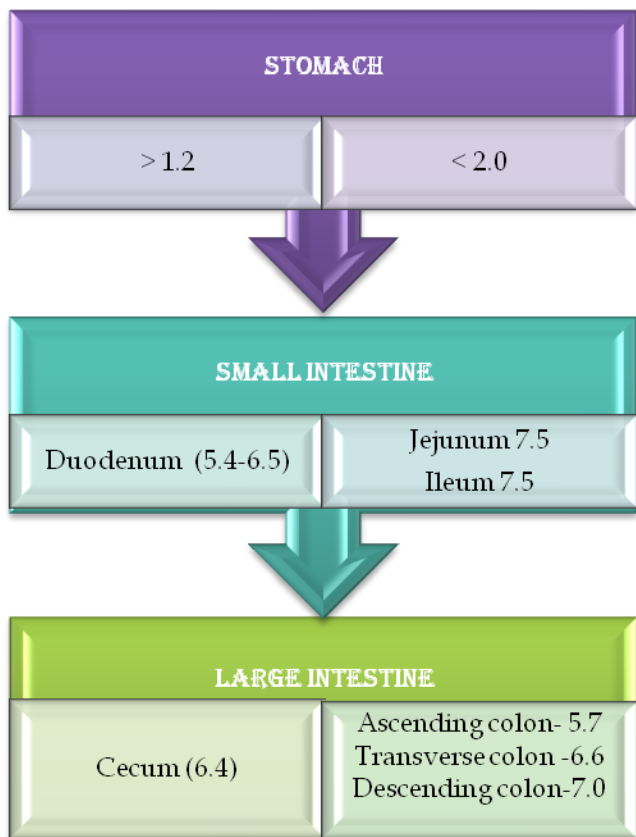 STOMACH
> 1.2
< 2.0
SMALL INTESTINE
Duodenum (5.4-6.5)
Jejunum 7.5
Ileum 7.5
LARGE INTESTINE
Cecum (6.4)
Ascending colon- 5.7
Transverse colon -6.6
Descending colon-7.0